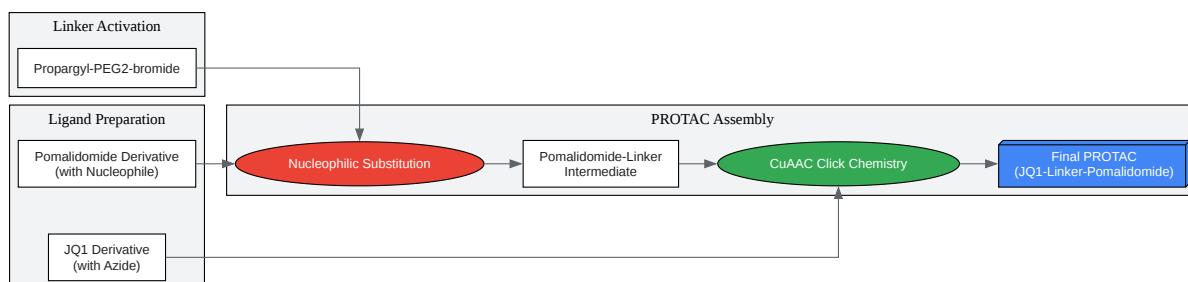 Linker Activation
Propargyl-PEG2-bromide
Ligand Preparation
Pomalidomide Derivative
(with Nucleophile)
JQ1 Derivative
(with Azide)
PROTAC Assembly
Nucleophilic Substitution
Pomalidomide-Linker
Intermediate
CuAAC Click Chemistry
Final PROTAC
(JQ1-Linker-Pomalidomide)